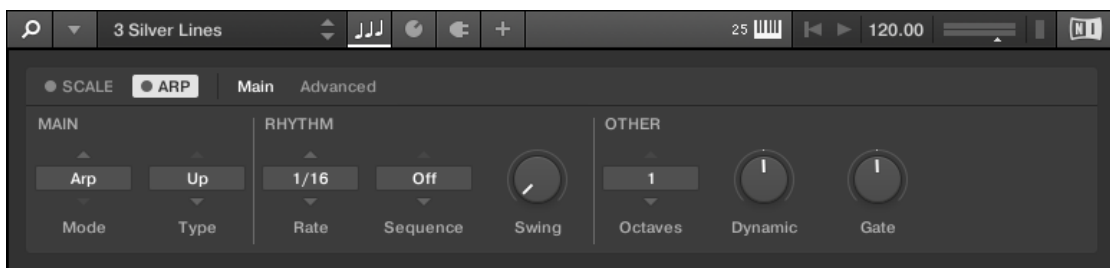 3 Silver Lines + 25 120.00 NI
SCALE ARP Main Advanced
MAIN RHYTHM OTHER
Arp Up 1/16 Off 1
Mode Type Rate Sequence Swing Octaves Dynamic Gate